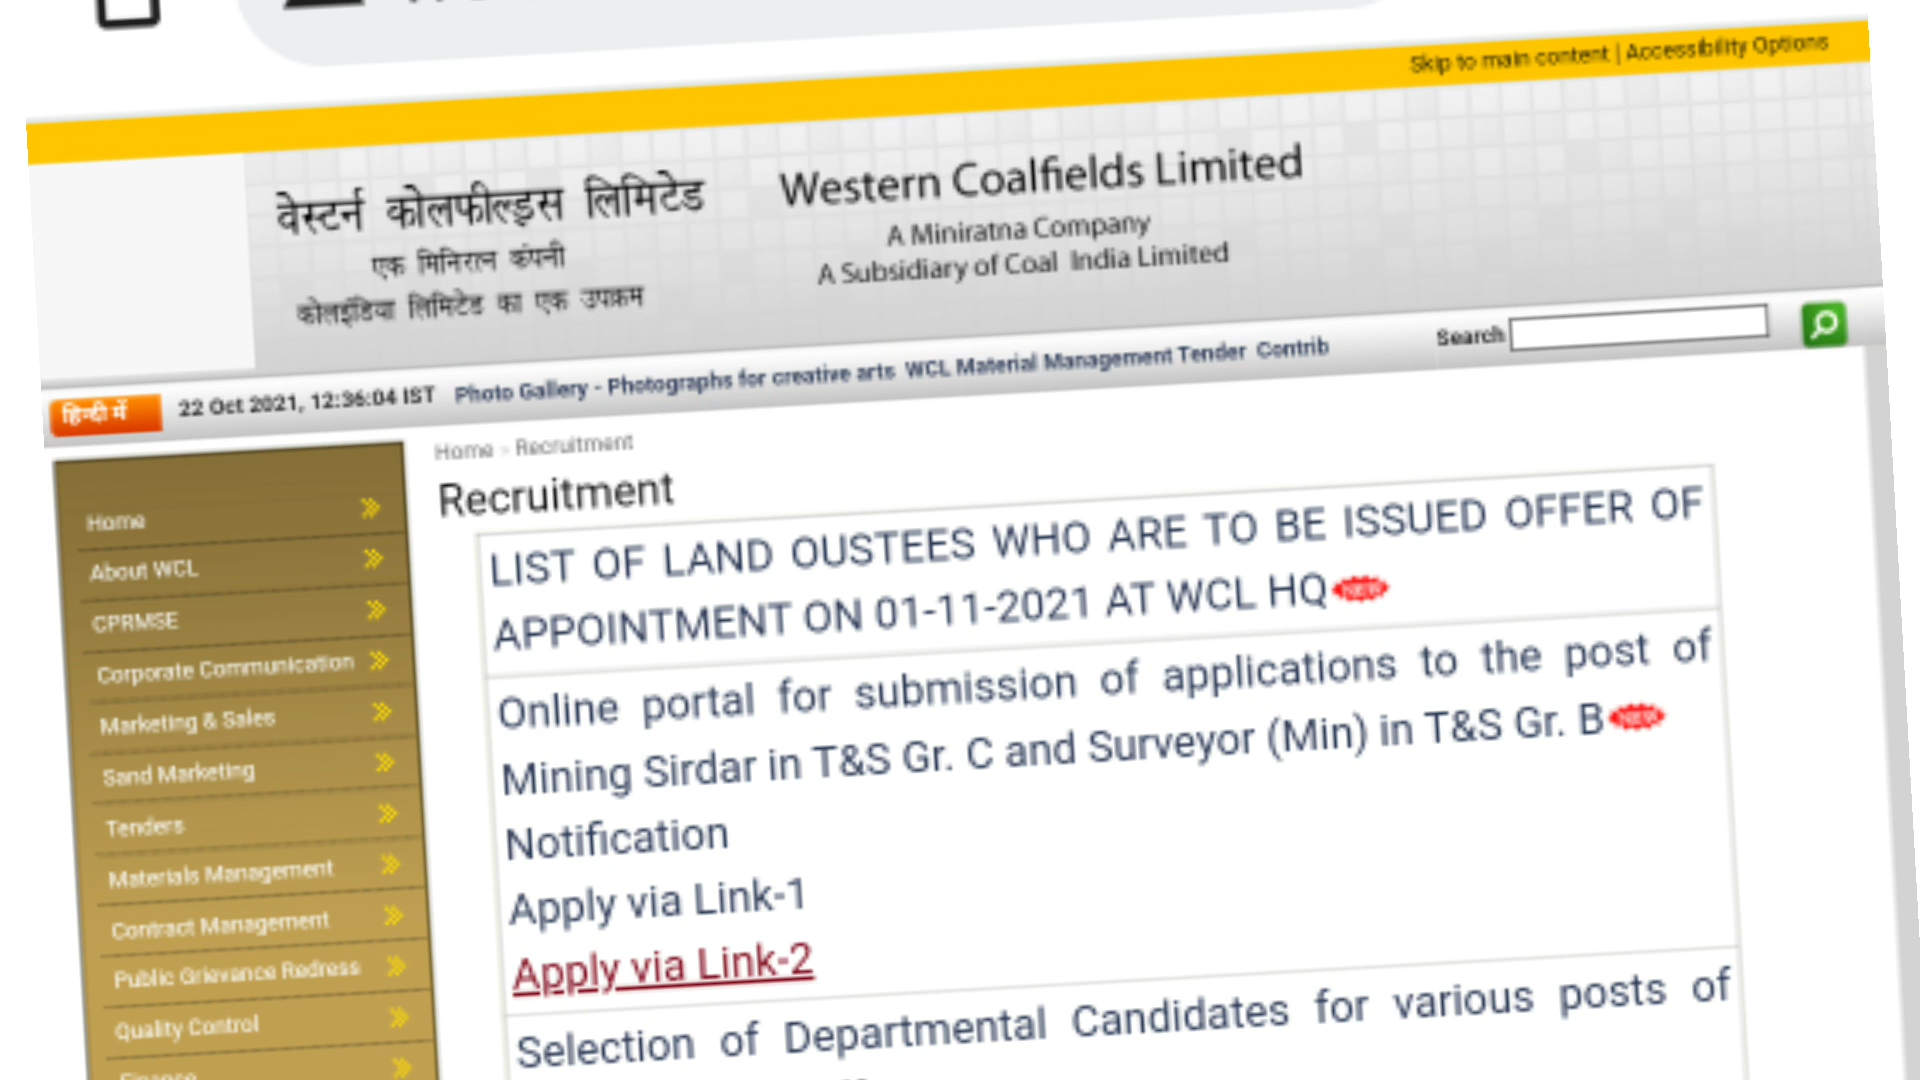 Skip to main content | Accessibility Options
वेस्टर्न कोलफील्ड्स लिमिटेड
एक मिनिरत्न कंपनी
कोलइंडिया लिमिटेड का एक उपक्रम
Western Coalfields Limited
A Miniratna Company
A Subsidiary of Coal India Limited
Search
हिन्दी में
22 Oct 2021, 12:36:04 IST
Photo Gallery - Photographs for creative arts WCL Material Management Tender Contrib
Home
About WCL
CPRMSE
Corporate Communication
Marketing & Sales
Sand Marketing
Tenders
Materials Management
Contract Management
Public Grievance Redress
Quality Control
Finance
Home » Recruitment
Recruitment
LIST OF LAND OUSTEES WHO ARE TO BE ISSUED OFFER OF
APPOINTMENT ON 01-11-2021 AT WCL HQ NEW
Online portal for submission of applications to the post of
Mining Sirdar in T&S Gr. C and Surveyor (Min) in T&S Gr. B NEW
Notification
Apply via Link-1
Apply via Link-2
Selection of Departmental Candidates for various posts of